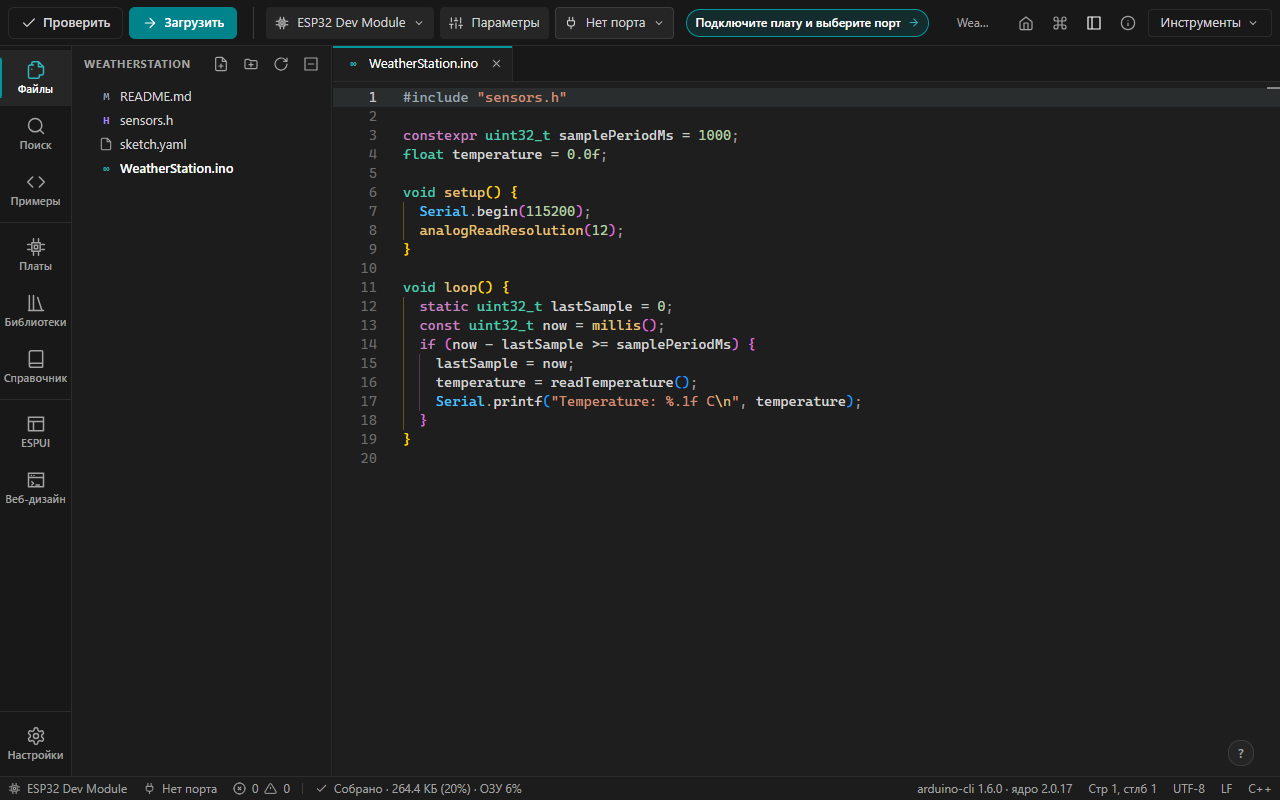 Проверить
Загрузить
ESP32 Dev Module
Параметры
Нет порта
Подключите плату и выберите порт
Wea...
Инструменты
Файлы
Поиск
Примеры
Платы
Библиотеки
Справочник
ESPUI
Веб-дизайн
Настройки
WEATHERSTATION
M README.md
H sensors.h
sketch.yaml
∞ WeatherStation.ino
∞ WeatherStation.ino
1 #include "sensors.h"
2
3 constexpr uint32_t samplePeriodMs = 1000;
4 float temperature = 0.0f;
5
6 void setup() {
7 Serial.begin(115200);
8 analogReadResolution(12);
9 }
10
11 void loop() {
12 static uint32_t lastSample = 0;
13 const uint32_t now = millis();
14 if (now - lastSample >= samplePeriodMs) {
15 lastSample = now;
16 temperature = readTemperature();
17 Serial.printf("Temperature: %.1f C\n", temperature);
18 }
19 }
20
?
ESP32 Dev Module
Нет порта
0
0
Собрано · 264.4 КБ (20%) · ОЗУ 6%
arduino-cli 1.6.0 · ядро 2.0.17
Стр 1, стлб 1
UTF-8
LF
C++